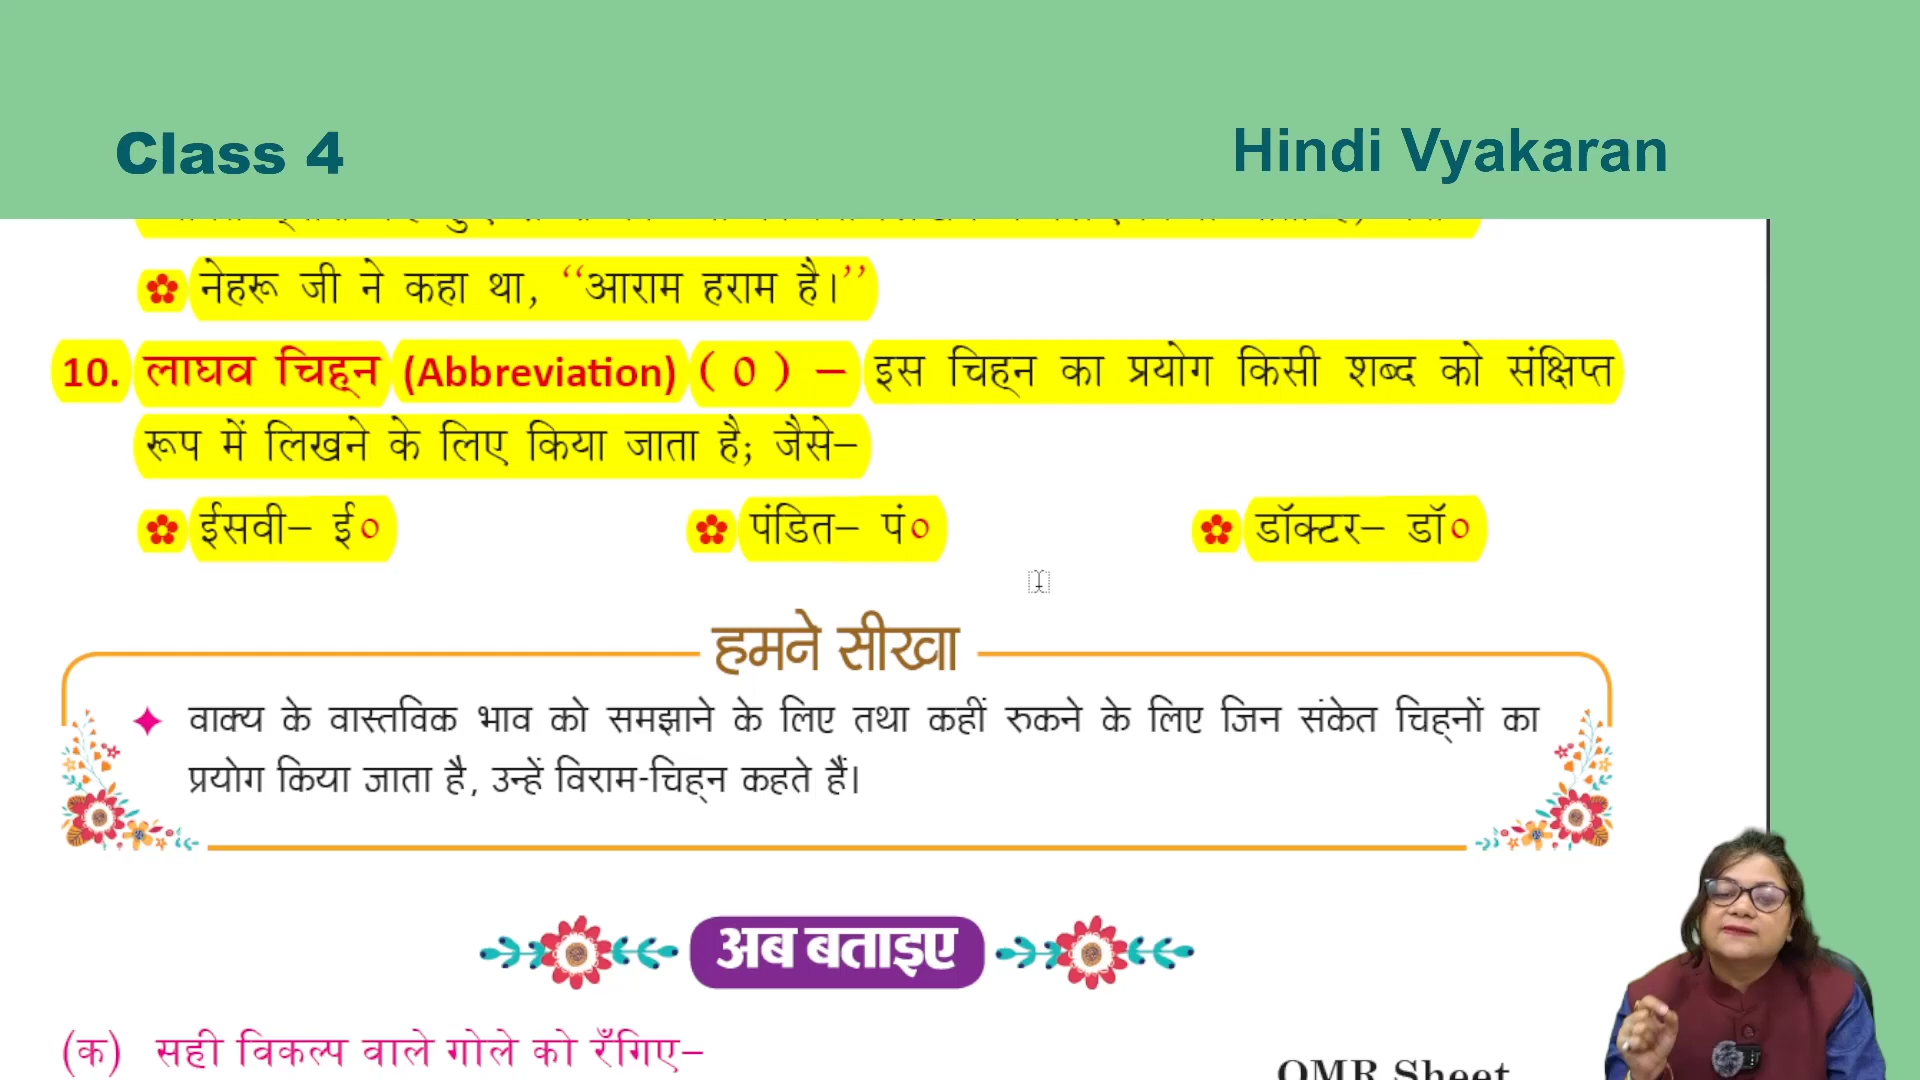 Class 4
Hindi Vyakaran
नेहरू जी ने कहा था, ‘‘आराम हराम है।’’
10. लाघव चिह्न (Abbreviation) ( 0 ) – इस चिह्न का प्रयोग किसी शब्द को संक्षिप्त
रूप में लिखने के लिए किया जाता है; जैसे–
ईसवी– ई० पंडित– पं० डॉक्टर– डॉ०
हमने सीखा
वाक्य के वास्तविक भाव को समझाने के लिए तथा कहीं रुकने के लिए जिन संकेत चिह्नों का
प्रयोग किया जाता है, उन्हें विराम-चिह्न कहते हैं।
अब बताइए
(क) सही विकल्प वाले गोले को रँगिए–
OMR Sheet